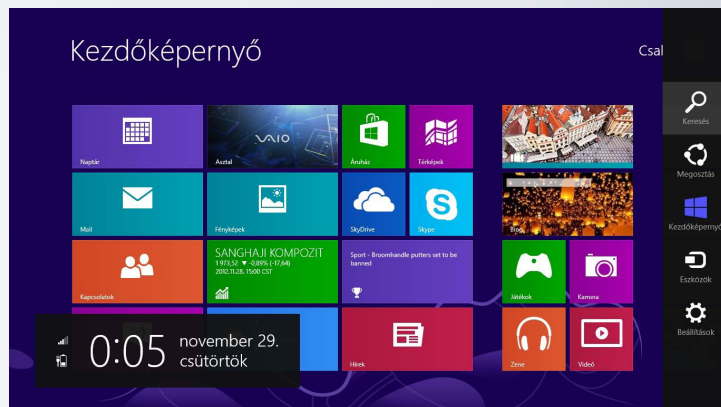 Kezdőképernyő
Csal
Naptár
VAIO
Asztal
Áruház
Térképek
Mail
Fényképek
SkyDrive
Skype
Blog
Kapcsolatok
SANGHAJI KOMPOZIT
1 973,52 ▼ -0,89% (-17,64)
2012.11.28. 15:00 CST
Sport - Broomhandle putters set to be
banned
Játékok
Kamera
Hírek
Zene
Videó
0:05
november 29.
csütörtök
Keresés
Megosztás
Kezdőképernyő
Eszközök
Beállítások